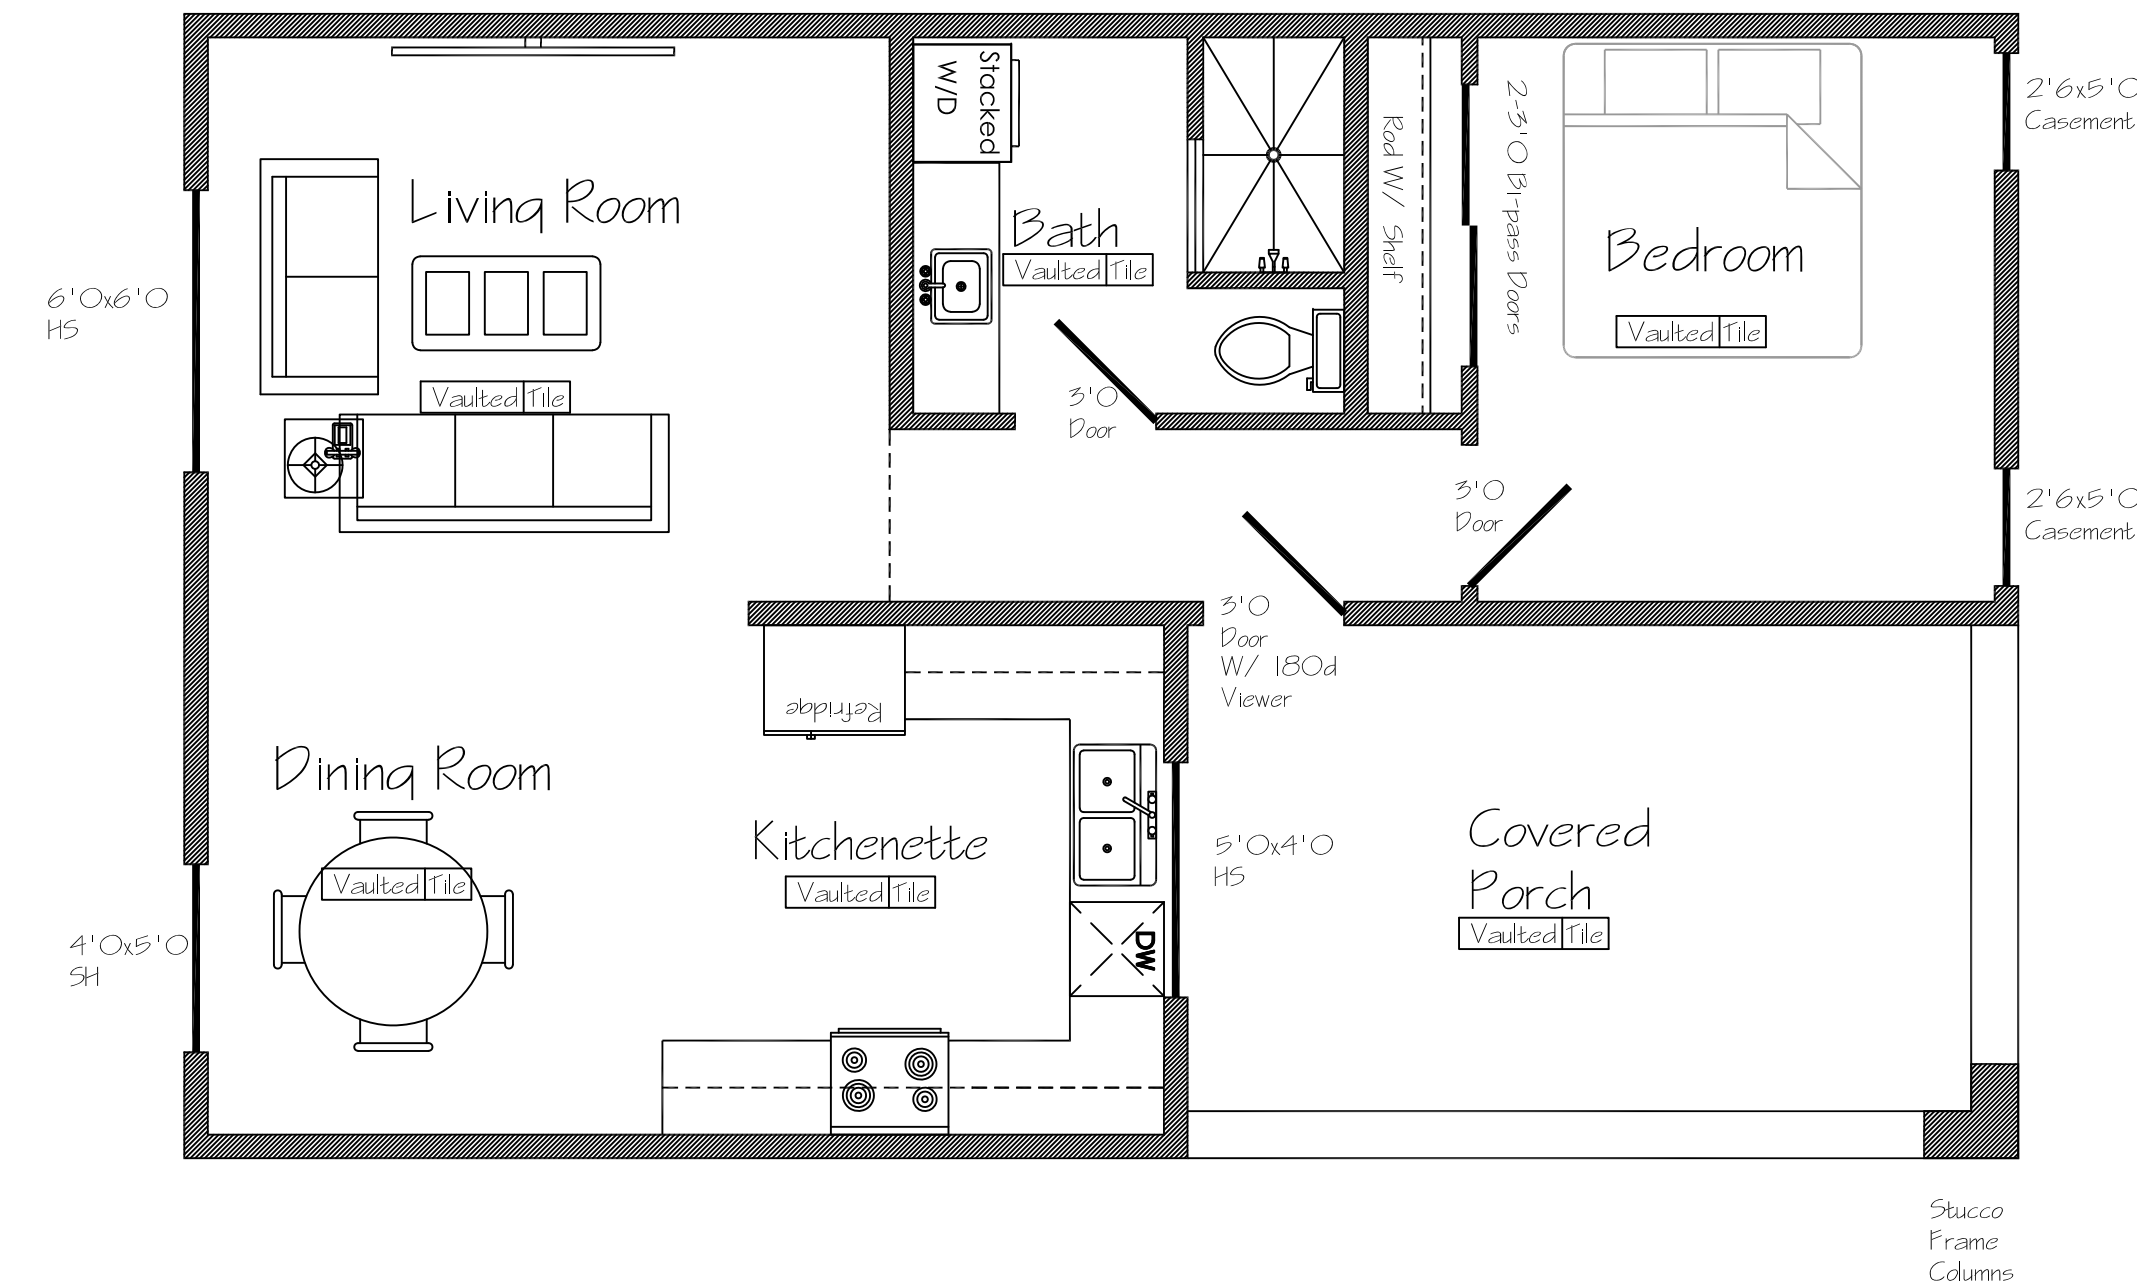 Stacked
W/D
2'6x5'0
Casement
Rod W/ Shelf
2-3'0 Bi-pass Doors
Living Room
Bath
Vaulted Tile
Bedroom
Vaulted Tile
6'0x6'0
HS
Vaulted Tile
3'0
Door
3'0
Door
2'6x5'0
Casement
3'0
Door
W/ 180d
Viewer
Refridge
Dining Room
Vaulted Tile
Kitchenette
Vaulted Tile
5'0x4'0
HS
Covered
Porch
Vaulted Tile
4'0x5'0
SH
DW
Stucco
Frame
Columns